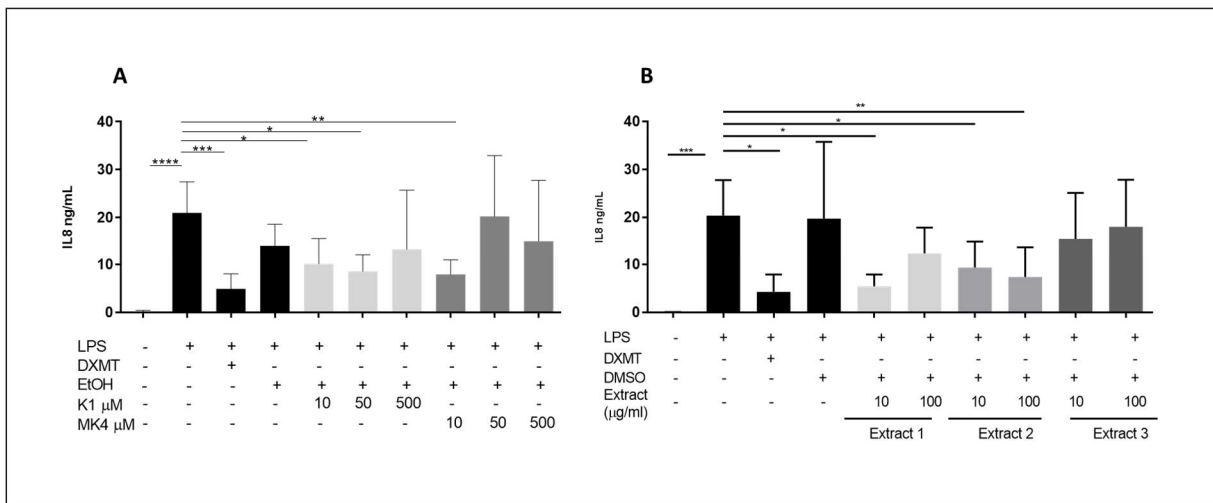 A
IL8 ng/mL
40
30
20
10
0
****
***
*
*
**
LPS - + + + + + + + + +
DXMT - - + - - - - - - -
EtOH - - - + + + + + + +
K1 μM - - - - 10 50 500 - - -
MK4 μM - - - - - - - 10 50 500
B
IL8 ng/mL
40
30
20
10
0
***
*
*
*
**
LPS - + + + + + + + + +
DXMT - - + - - - - - - -
DMSO - - - + + + + + + +
Extract
(μg/ml) - - - - 10 100 10 100 10 100
Extract 1 Extract 2 Extract 3